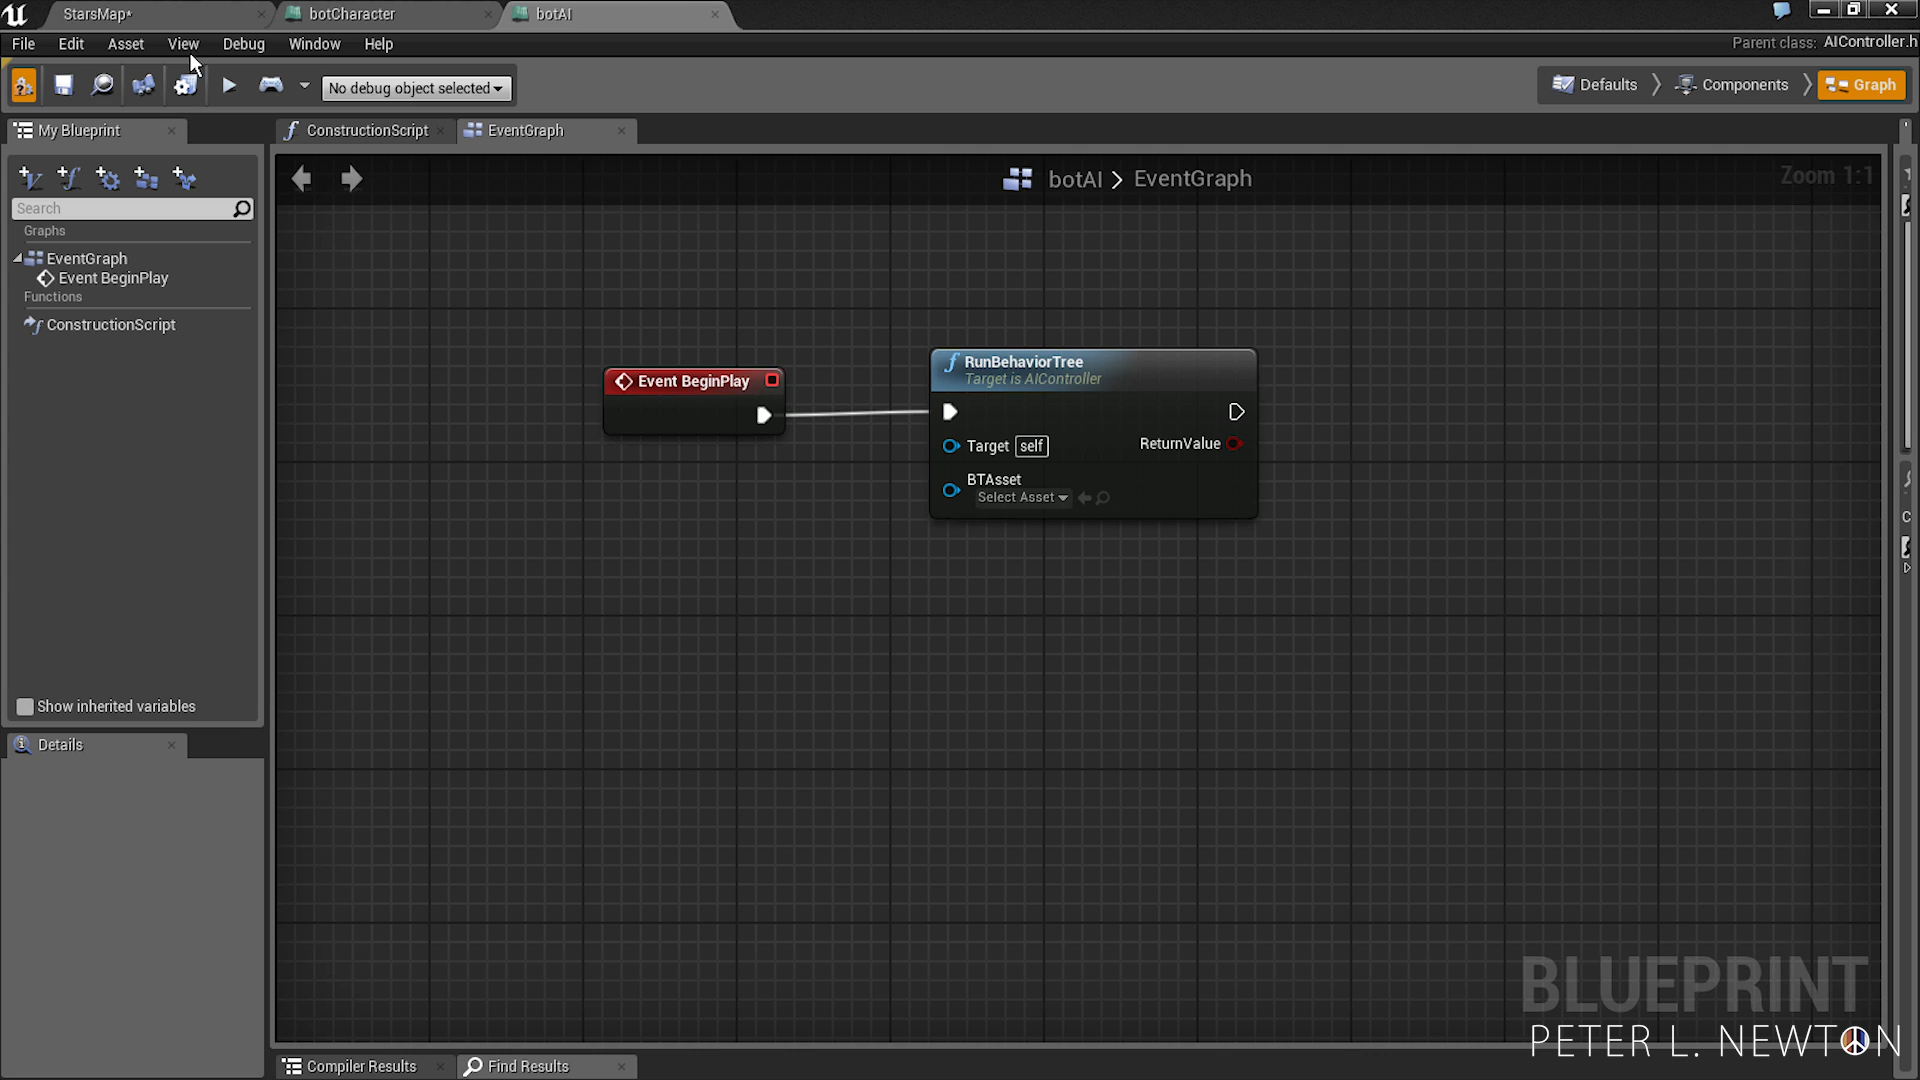 StarsMap*
botCharacter
botAI
File Edit Asset View Debug Window Help
Parent class: AIController.h
No debug object selected
Defaults
Components
Graph
My Blueprint
ConstructionScript
EventGraph
botAI > EventGraph
Zoom 1:1
Search
Graphs
EventGraph
Event BeginPlay
Functions
ConstructionScript
Show inherited variables
Details
Event BeginPlay
RunBehaviorTree
Target is AIController
Target self
ReturnValue
BTAsset
Select Asset
BLUEPRINT
PETER L. NEWTON
Compiler Results
Find Results